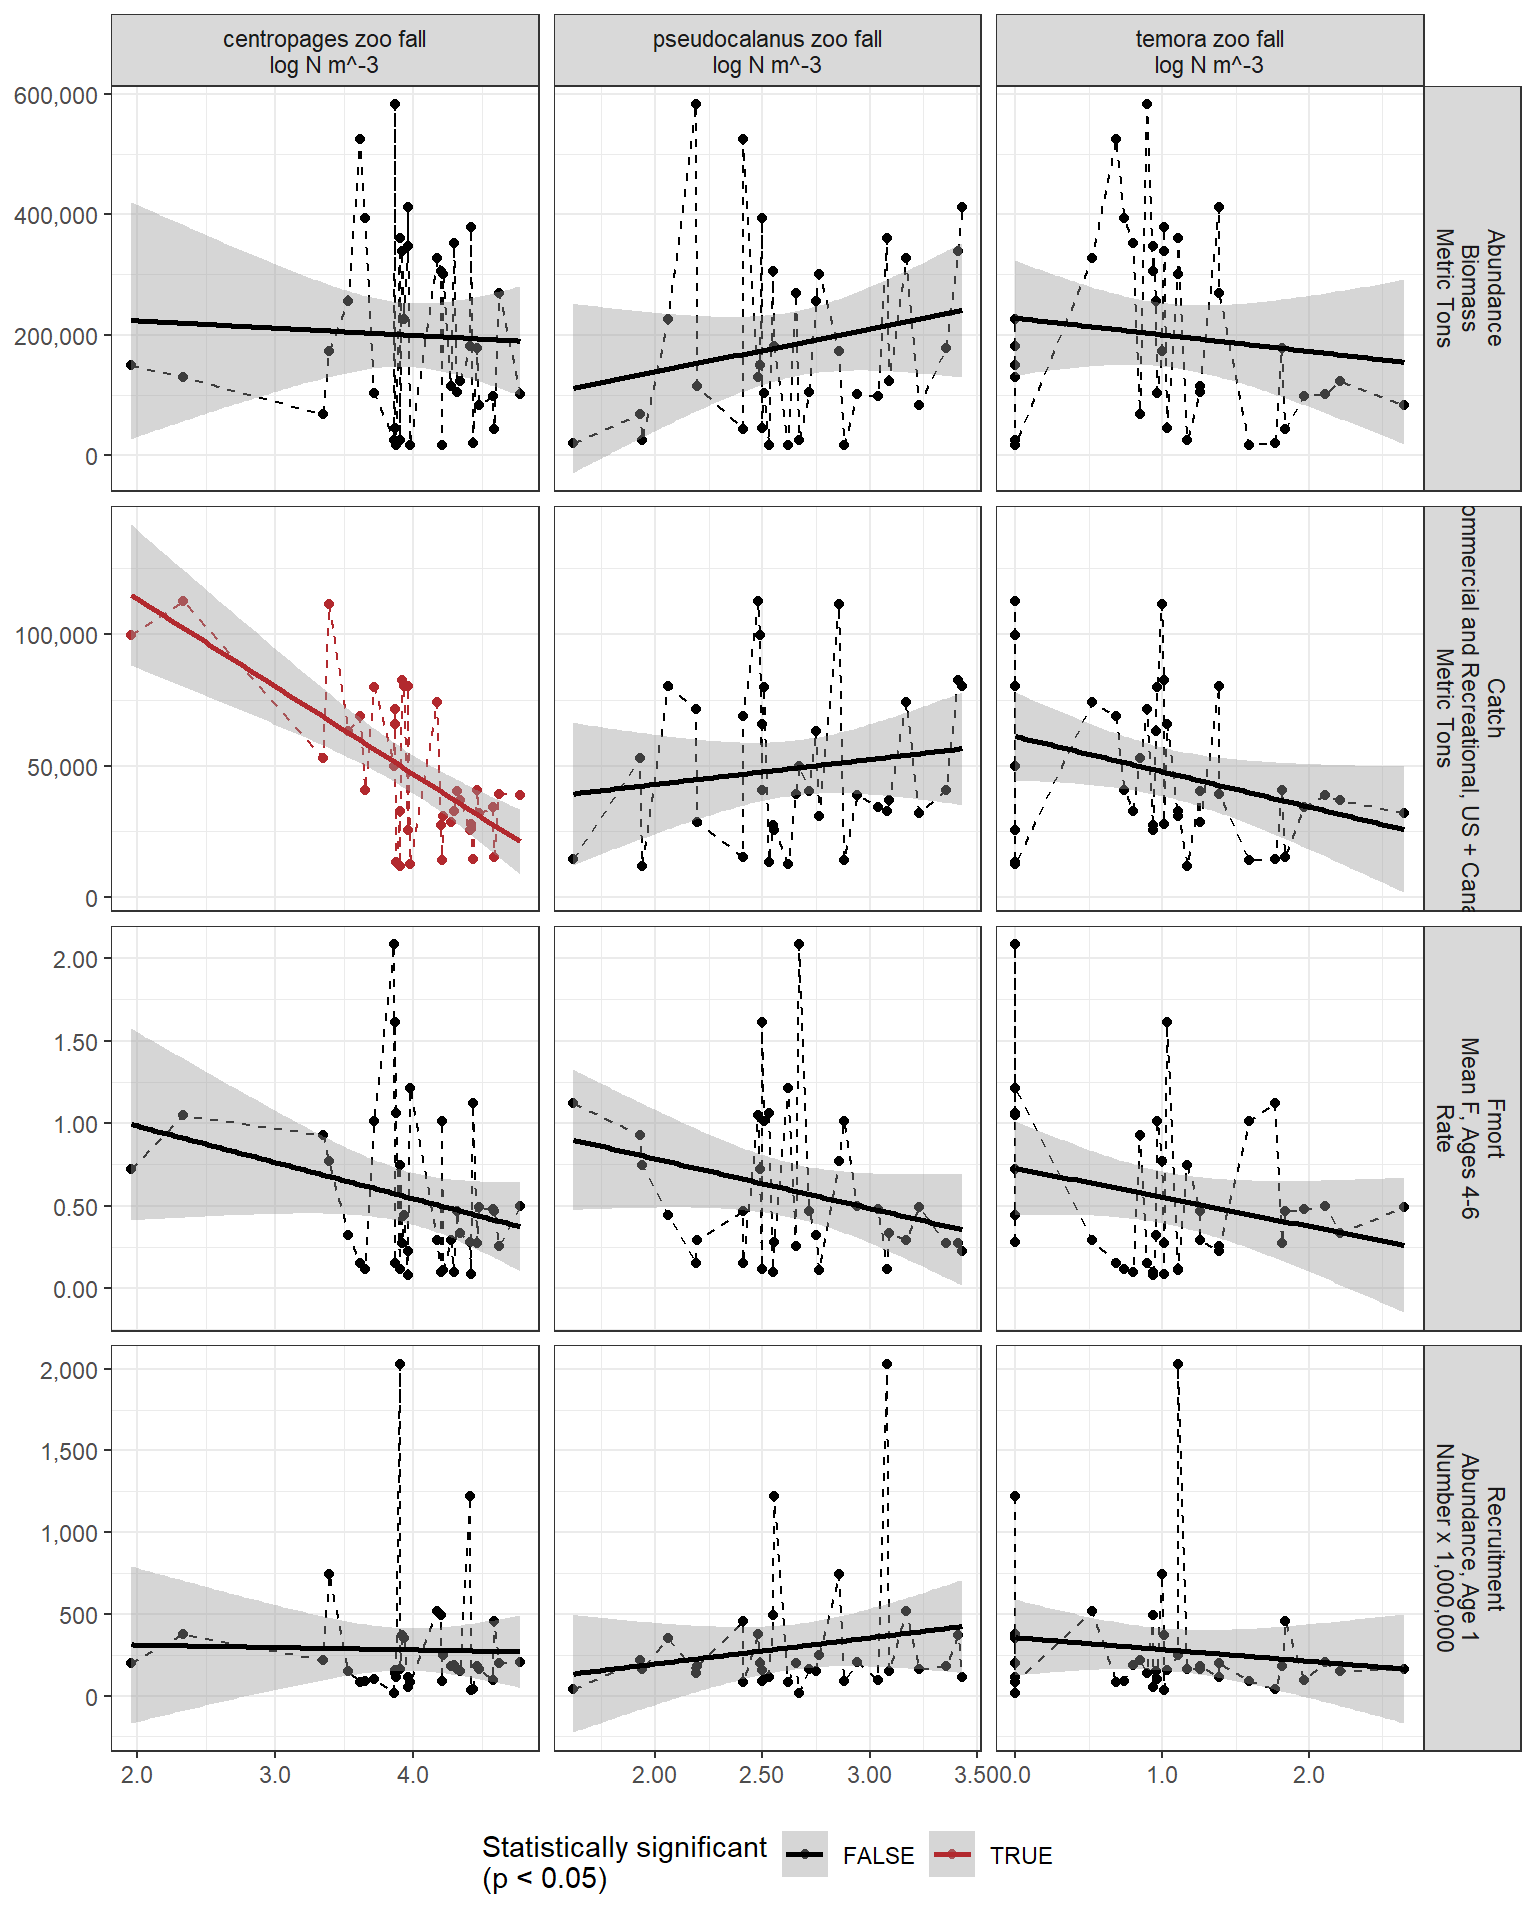 centropages zoo fall
log N m^-3
pseudocalanus zoo fall
log N m^-3
temora zoo fall
log N m^-3
600,000
400,000
200,000
0
Abundance
Biomass
Metric Tons
100,000
50,000
0
Catch
ommercial and Recreational, US + Cana
Metric Tons
2.00
1.50
1.00
0.50
0.00
Fmort
Mean F, Ages 4-6
Rate
2,000
1,500
1,000
500
0
Recruitment
Abundance, Age 1
Number x 1,000,000
2.0 3.0 4.0
2.00 2.50 3.00 3.50
0.0 1.0 2.0
Statistically significant
(p < 0.05)
FALSE TRUE